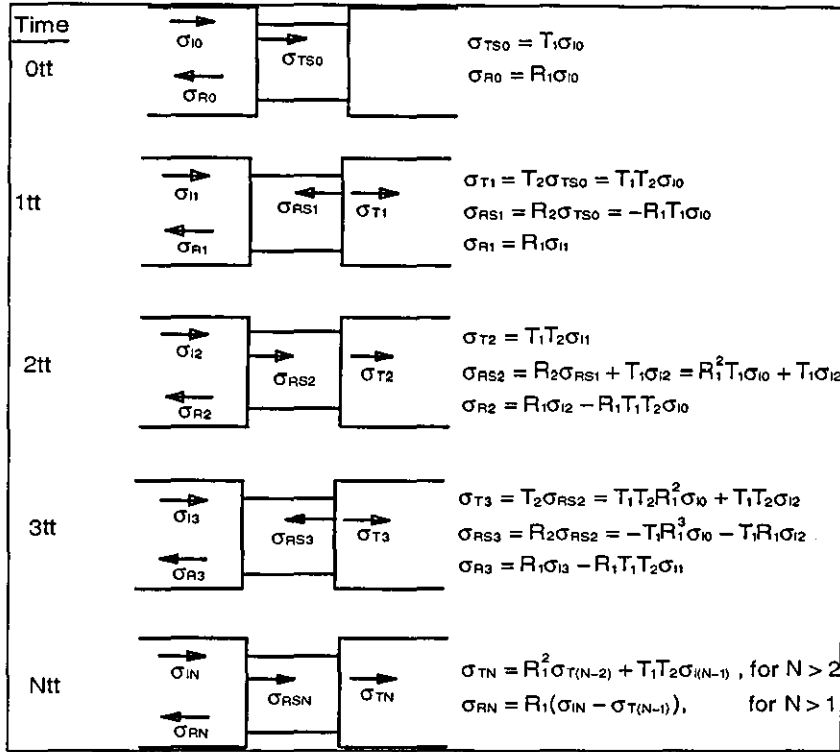 Time
0tt
σI0
σTS0
σR0
σTS0 = T1σI0
σR0 = R1σI0
1tt
σI1
σRS1
σT1
σR1
σT1 = T2σTS0 = T1T2σI0
σRS1 = R2σTS0 = −R1T1σI0
σR1 = R1σI1
2tt
σI2
σRS2
σT2
σR2
σT2 = T1T2σI1
σRS2 = R2σRS1 + T1σI2 = R1²T1σI0 + T1σI2
σR2 = R1σI2 − R1T1T2σI0
3tt
σI3
σRS3
σT3
σR3
σT3 = T2σRS2 = T1T2R1²σI0 + T1T2σI2
σRS3 = R2σRS2 = −T1R1³σI0 − T1R1σI2
σR3 = R1σI3 − R1T1T2σI1
Ntt
σIN
σRSN
σTN
σRN
σTN = R1²σT(N−2) + T1T2σI(N−1) , for N > 2
σRN = R1(σIN − σT(N−1)), for N > 1